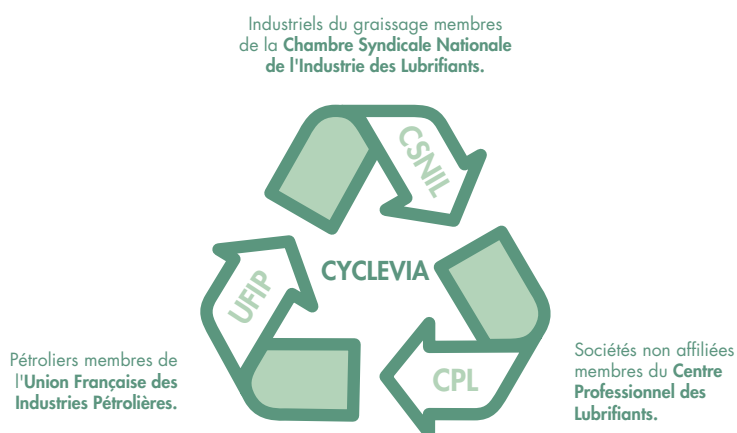 Industriels du graissage membres
de la Chambre Syndicale Nationale
de l'Industrie des Lubrifiants.
CSNIL
CYCLEVIA
UFIP
CPL
Pétroliers membres de
l'Union Française des
Industries Pétrolières.
Sociétés non affiliées
membres du Centre
Professionnel des
Lubrifiants.